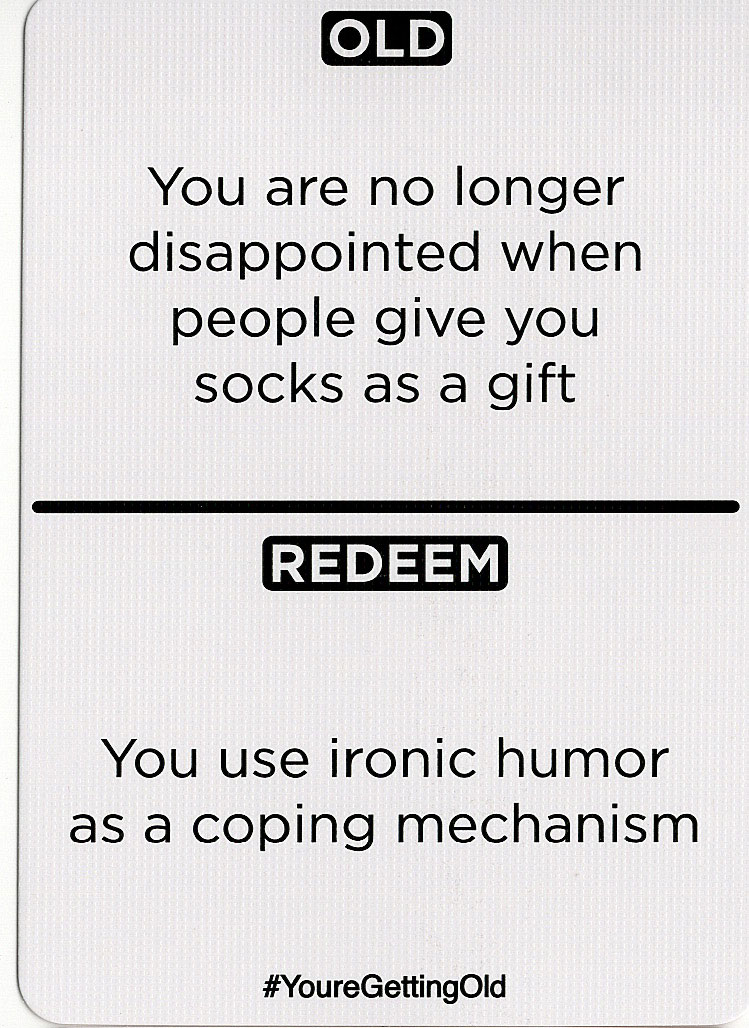 OLD
You are no longer
disappointed when
people give you
socks as a gift
REDEEM
You use ironic humor
as a coping mechanism
#YoureGettingOld